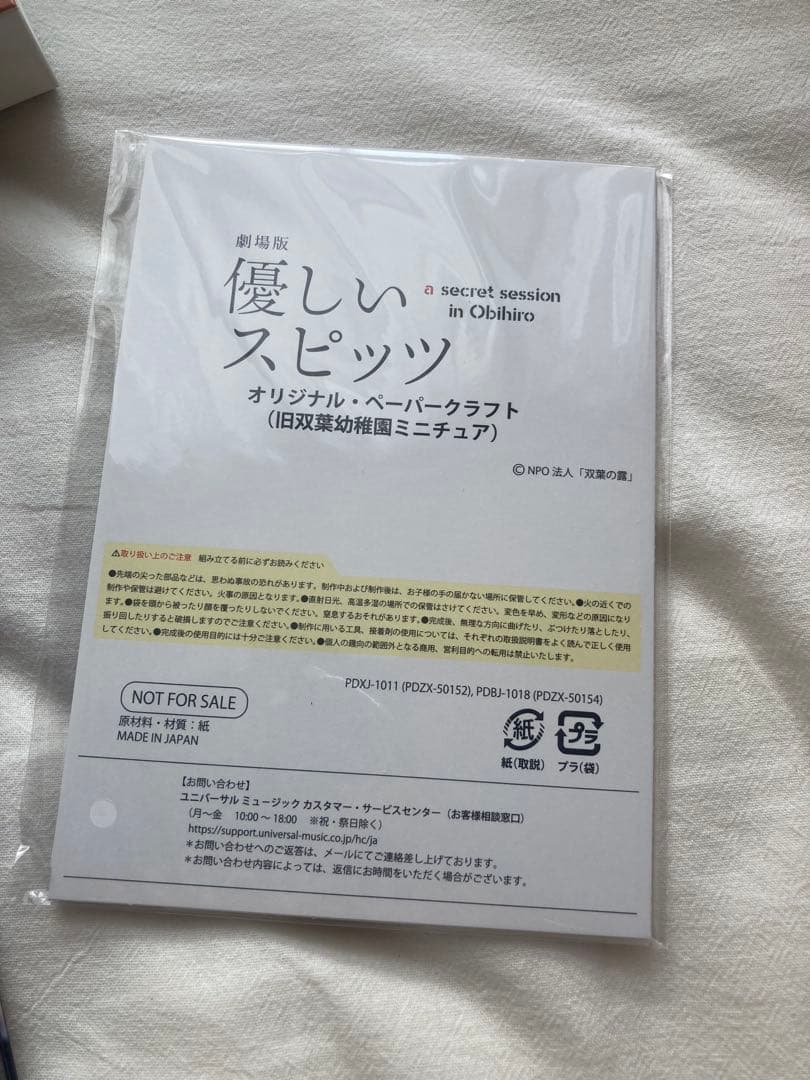 劇場版
優しい
スピッツ
a secret session
in Obihiro
オリジナル・ペーパークラフト
（旧双葉幼稚園ミニチュア）
© NPO 法人「双葉の露」
⚠取り扱い上のご注意　組み立てる前に必ずお読みください
●先端の尖った部品などは、思わぬ事故の恐れがあります。制作中および制作後は、お子様の手の届かない場所に保管してください。●火の近くでの
制作や保管は避けてください。火事の原因となります。●直射日光、高温多湿の場所での保管はさけてください。変色を早め、変形などの原因になり
ます。●袋を頭から被ったり顔を覆ったりしないでください。窒息するおそれがあります。●完成後、無理な方向に曲げたり、ぶつけたり落としたり、
振り回したりすると破損しますのでご注意ください。●制作に用いる工具、接着剤の使用については、それぞれの取扱説明書をよく読んで正しく使用
してください。●完成後の使用目的には十分ご注意ください。●個人の趣向の範囲外となる商用、営利目的への転用は禁止いたします。
PDXJ-1011 (PDZX-50152), PDBJ-1018 (PDZX-50154)
NOT FOR SALE
原材料・材質：紙
MADE IN JAPAN
紙
プラ
紙（取説）
プラ（袋）
【お問い合わせ】
ユニバーサル ミュージック カスタマー・サービスセンター（お客様相談窓口）
（月〜金　10:00 〜 18:00　※祝・祭日除く）
https://support.universal-music.co.jp/hc/ja
＊お問い合わせへのご返答は、メールにてご連絡差し上げております。
＊お問い合わせ内容によっては、返信にお時間をいただく場合がございます。